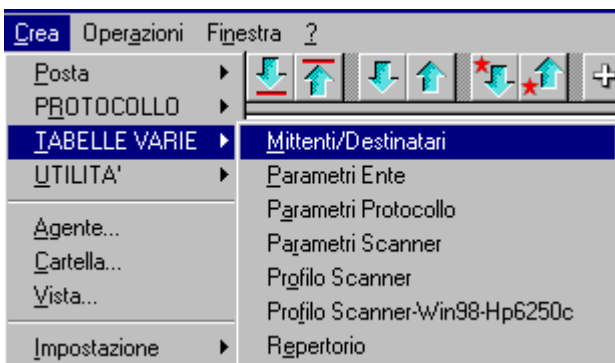 Crea Operazioni Finestra ?
Posta
PROTOCOLLO
TABELLE VARIE
UTILITA'
Agente...
Cartella...
Vista...
Impostazione
Mittenti/Destinatari
Parametri Ente
Parametri Protocollo
Parametri Scanner
Profilo Scanner
Profilo Scanner-Win98-Hp6250c
Repertorio